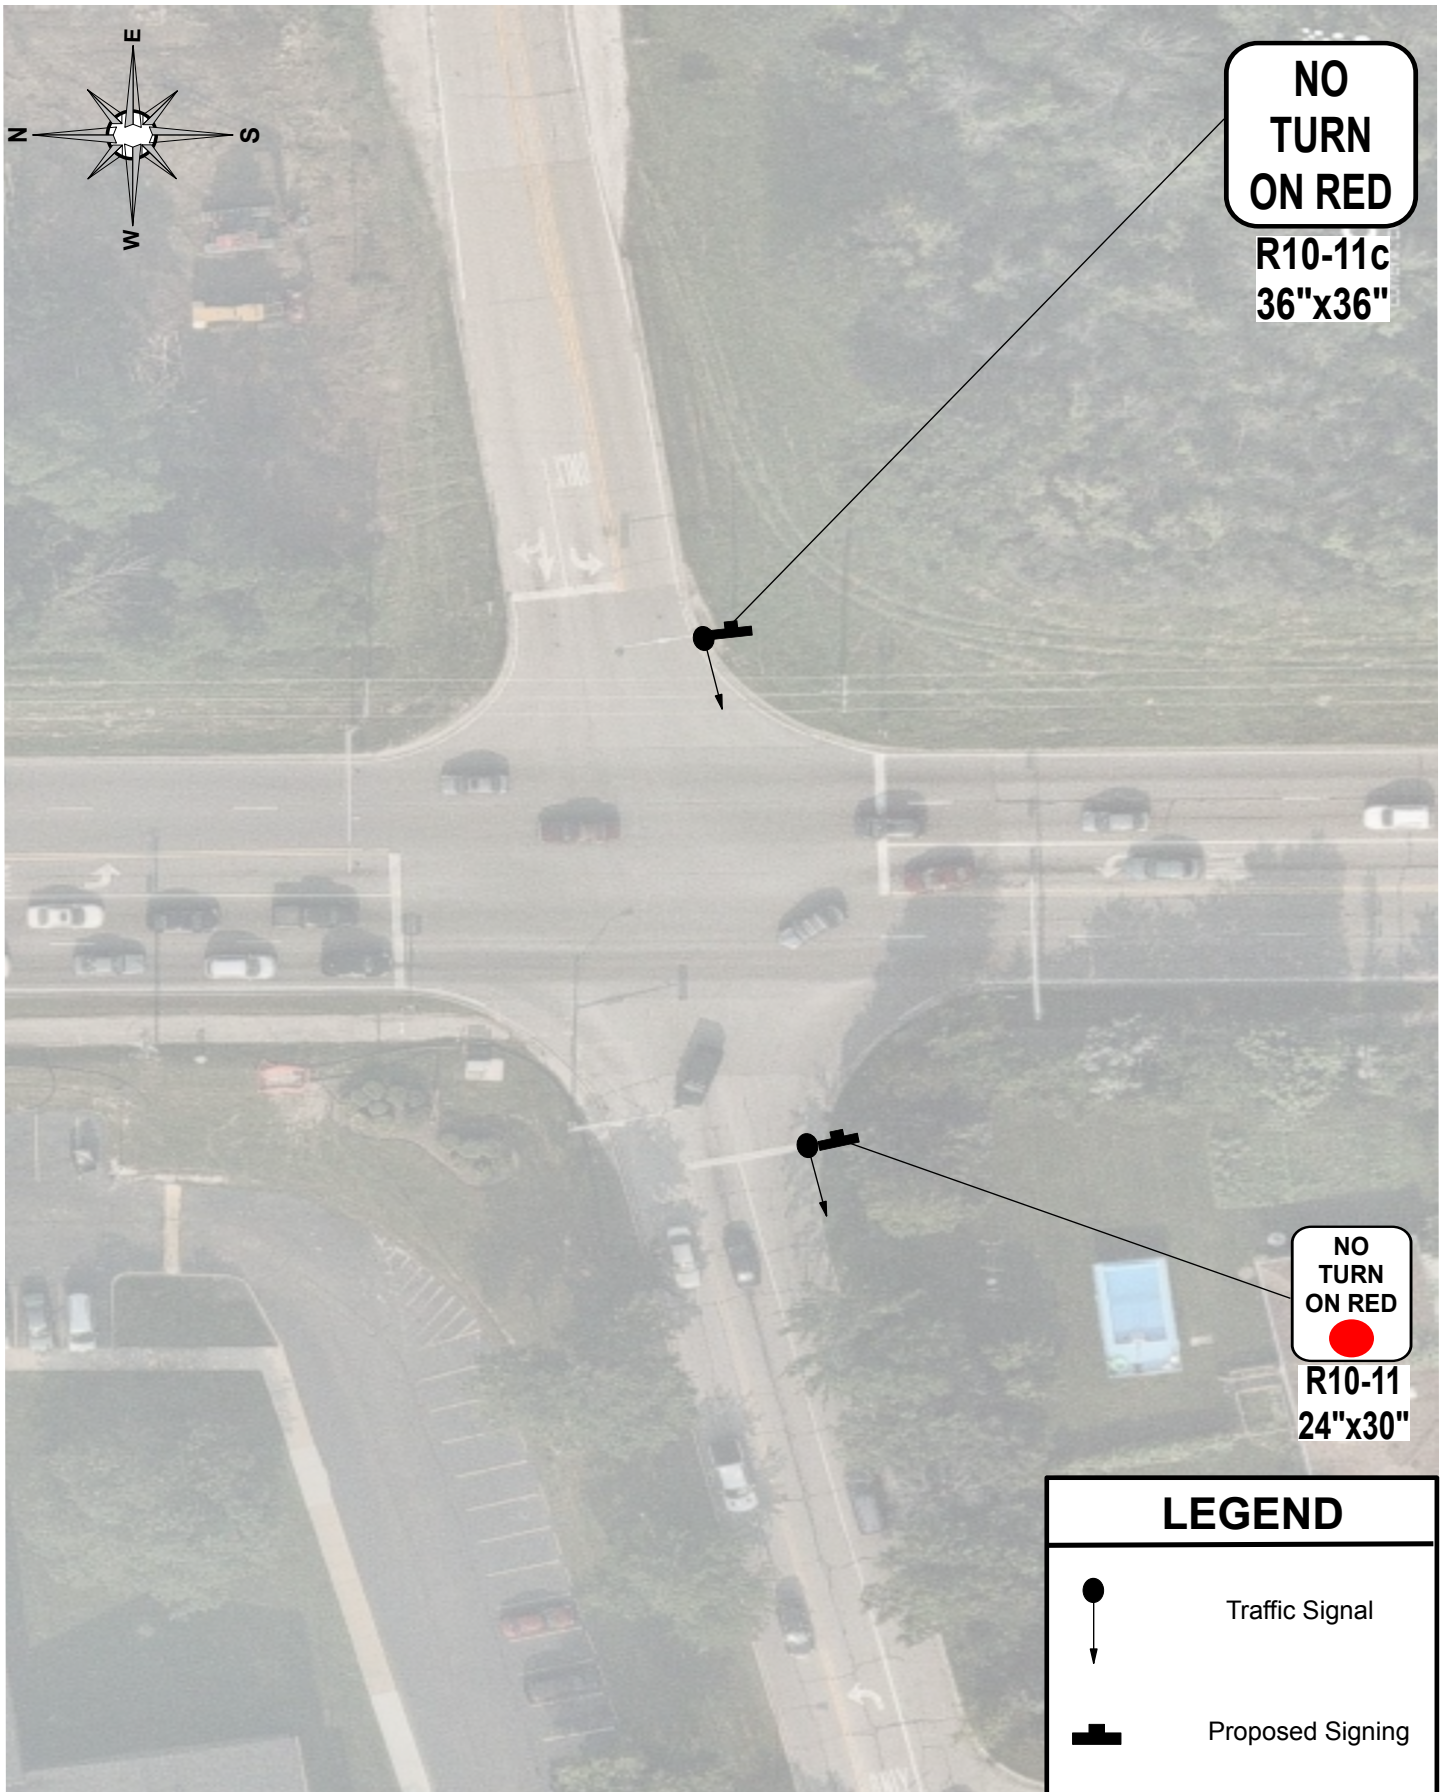 E
N
S
W
NO
TURN
ON RED
R10-11c
36"x36"
NO
TURN
ON RED
R10-11
24"x30"
LEGEND
Traffic Signal
Proposed Signing